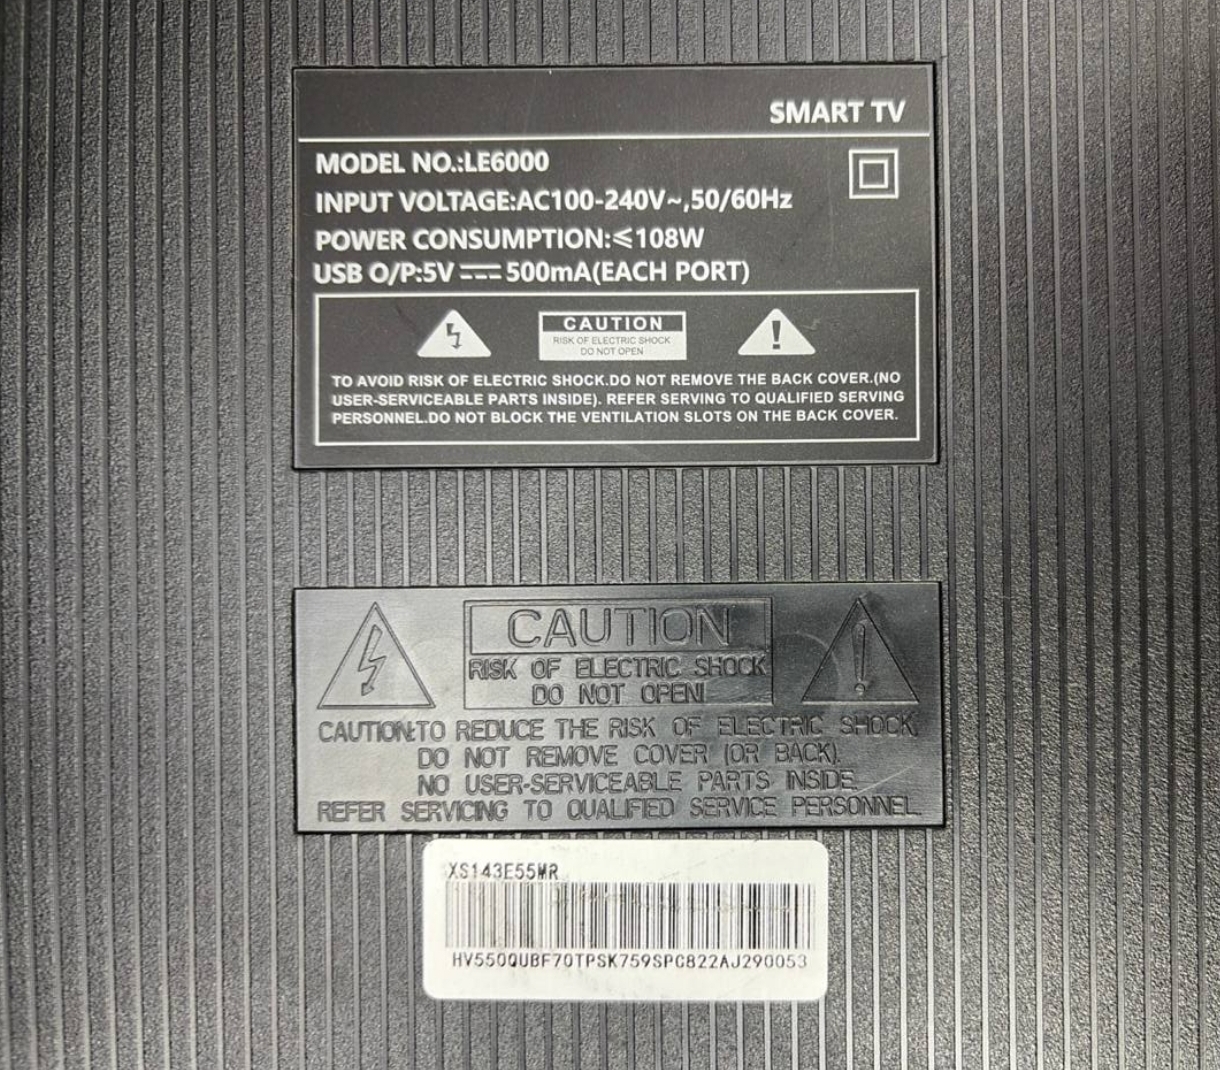 SMART TV
MODEL NO.:LE6000
INPUT VOLTAGE:AC100-240V~,50/60Hz
POWER CONSUMPTION:⩽108W
USB O/P:5V ⎓ 500mA(EACH PORT)
CAUTION
RISK OF ELECTRIC SHOCK
DO NOT OPEN
TO AVOID RISK OF ELECTRIC SHOCK.DO NOT REMOVE THE BACK COVER.(NO
USER-SERVICEABLE PARTS INSIDE). REFER SERVING TO QUALIFIED SERVING
PERSONNEL.DO NOT BLOCK THE VENTILATION SLOTS ON THE BACK COVER.
CAUTION
RISK OF ELECTRIC SHOCK
DO NOT OPEN!
CAUTION:TO REDUCE THE RISK OF ELECTRIC SHOCK,
DO NOT REMOVE COVER (OR BACK).
NO USER-SERVICEABLE PARTS INSIDE.
REFER SERVICING TO QUALIFIED SERVICE PERSONNEL.
XS143E55WR
HV550QUBF70TPSK759SPC822AJ290053